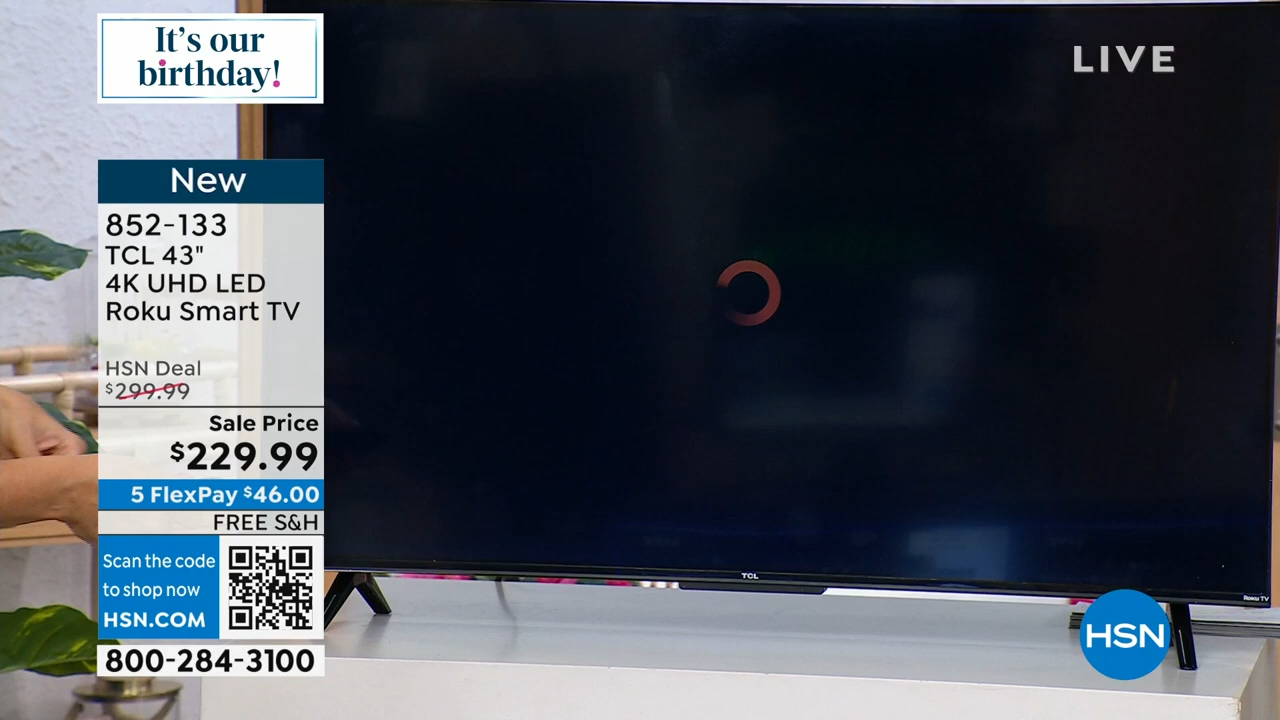 It's our
birthday!
LIVE
New
852-133
TCL 43"
4K UHD LED
Roku Smart TV
HSN Deal
$299.99
Sale Price
$229.99
5 FlexPay $46.00
FREE S&H
Scan the code
to shop now
HSN.COM
800-284-3100
TCL
Roku TV
HSN